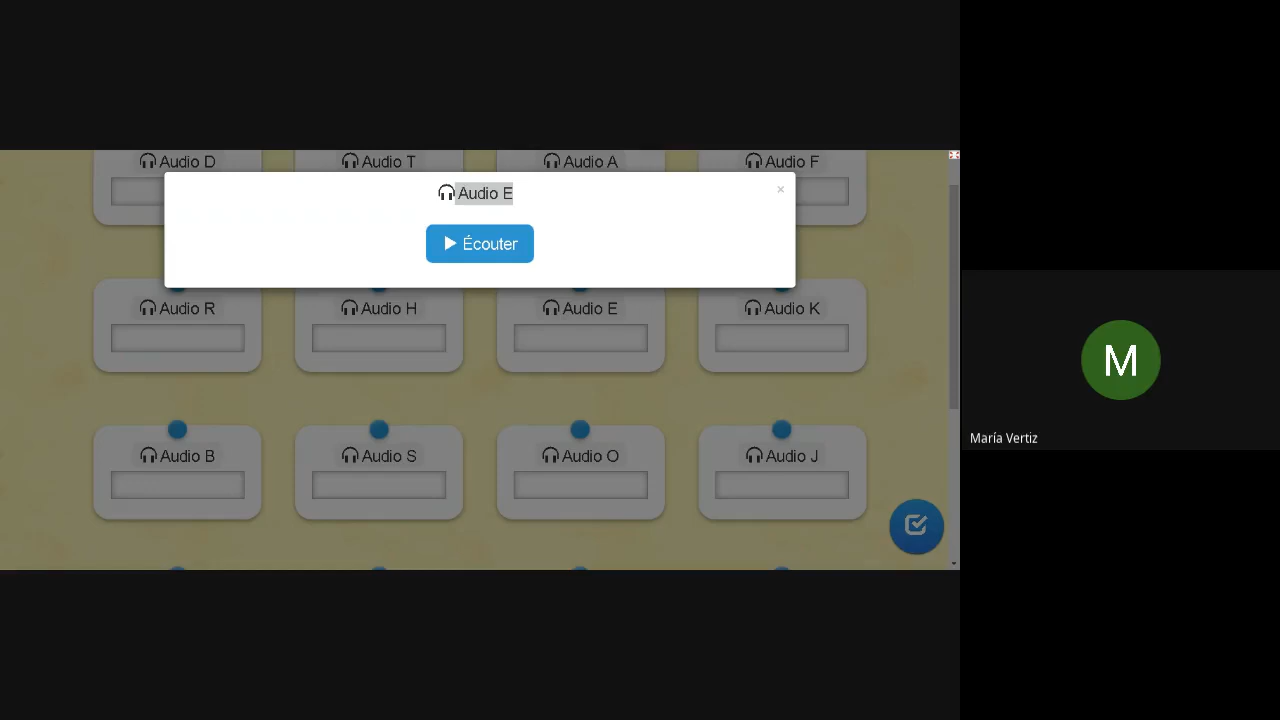 Audio D Audio T Audio A Audio F
Audio E ×
Écouter
Audio R Audio H Audio E Audio K
Audio B Audio S Audio O Audio J
M
María Vertiz